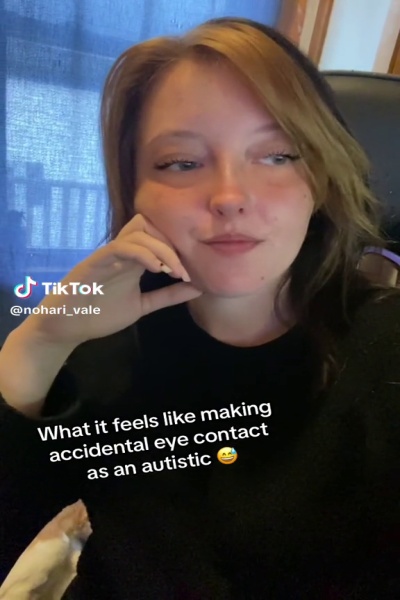 TikTok
@nohari_vale
What it feels like making
accidental eye contact
as an autistic 😅